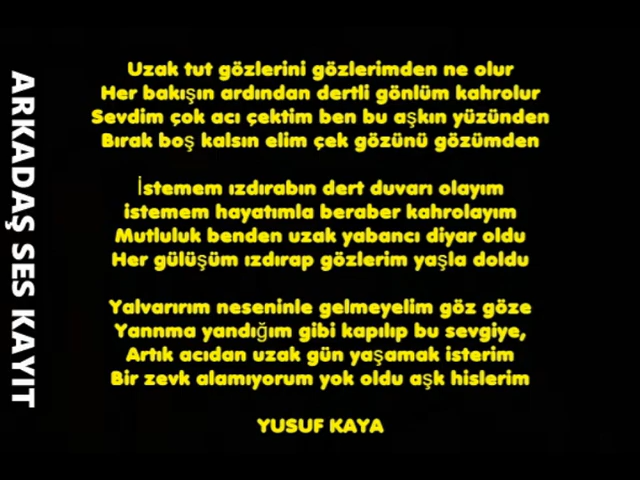 ARKADAŞ SES KAYIT
Uzak tut gözlerini gözlerimden ne olur
Her bakışın ardından dertli gönlüm kahrolur
Sevdim çok acı çektim ben bu aşkın yüzünden
Bırak boş kalsın elim çek gözünü gözümden
İstemem ızdırabın dert duvarı olayım
istemem hayatımla beraber kahrolayım
Mutluluk benden uzak yabancı diyar oldu
Her gülüşüm ızdırap gözlerim yaşla doldu
Yalvarırım neseninle gelmeyelim göz göze
Yannma yandığım gibi kapılıp bu sevgiye,
Artık acıdan uzak gün yaşamak isterim
Bir zevk alamıyorum yok oldu aşk hislerim
YUSUF KAYA